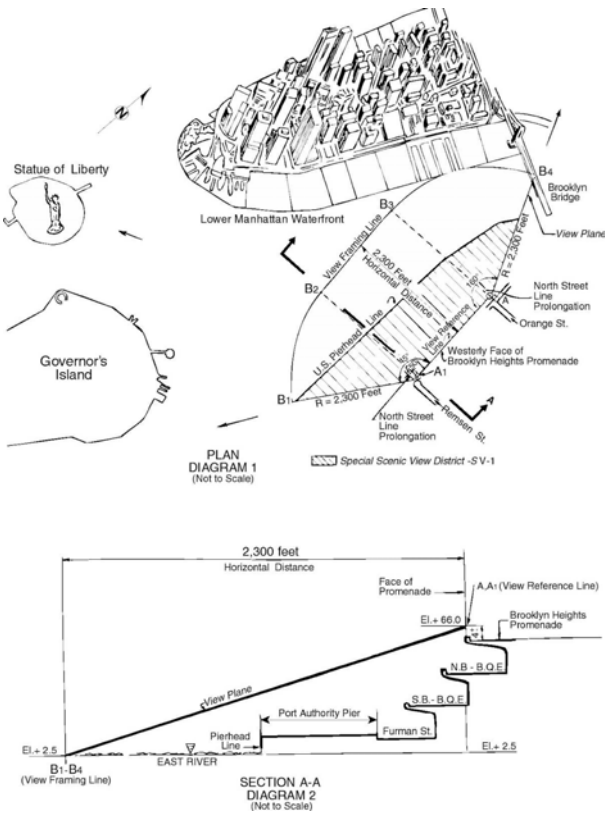 N
Statue of Liberty
Lower Manhattan Waterfront
B4
Brooklyn
Bridge
B3
View Framing Line
View Plane
2,300 Feet
Horizontal
Distance
B2
160°
A
North Street
Line
Prolongation
Orange St.
U.S. Pierhead Line
View Reference
Line
Governor's
Island
Westerly Face of
Brooklyn Heights Promenade
A1
B1
R = 2,300 Feet
R = 2,300 Feet
North Street
Line
Prolongation
Remsen St.
A
PLAN
DIAGRAM 1
(Not to Scale)
Special Scenic View District -SV-1
2,300 feet
Horizontal Distance
Face of
Promenade
A,A1 (View Reference Line)
El.+ 66.0
4'
Brooklyn Heights
Promenade
N.B - B.Q.E.
View Plane
S.B.- B.Q.E.
Port Authority Pier
Pierhead
Line
Furman St.
El.+ 2.5
El.+ 2.5
B1-B4
(View Framing Line)
EAST RIVER
SECTION A-A
DIAGRAM 2
(Not to Scale)